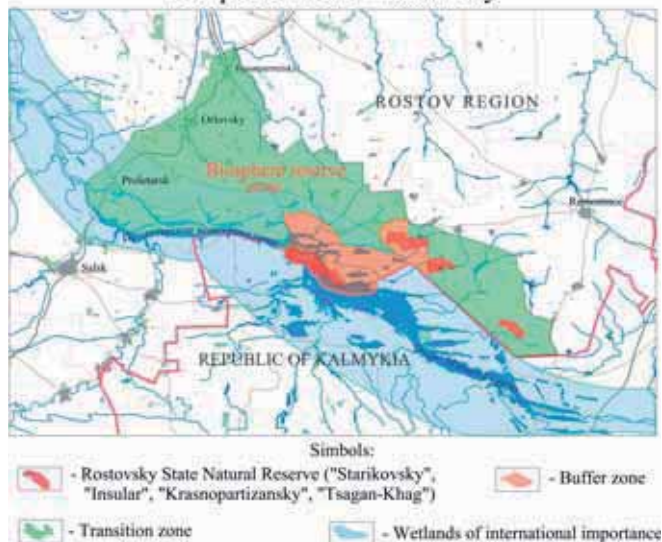 ROSTOV REGION
Orlovsky
Biosphere reserve
Proletarsk
Remontnoe
Salsk
REPUBLIC OF KALMYKIA
Simbols:
- Rostovsky State Natural Reserve ("Starikovsky",
"Insular", "Krasnopartizansky", "Tsagan-Khag")
- Buffer zone
- Transition zone
- Wetlands of international importance